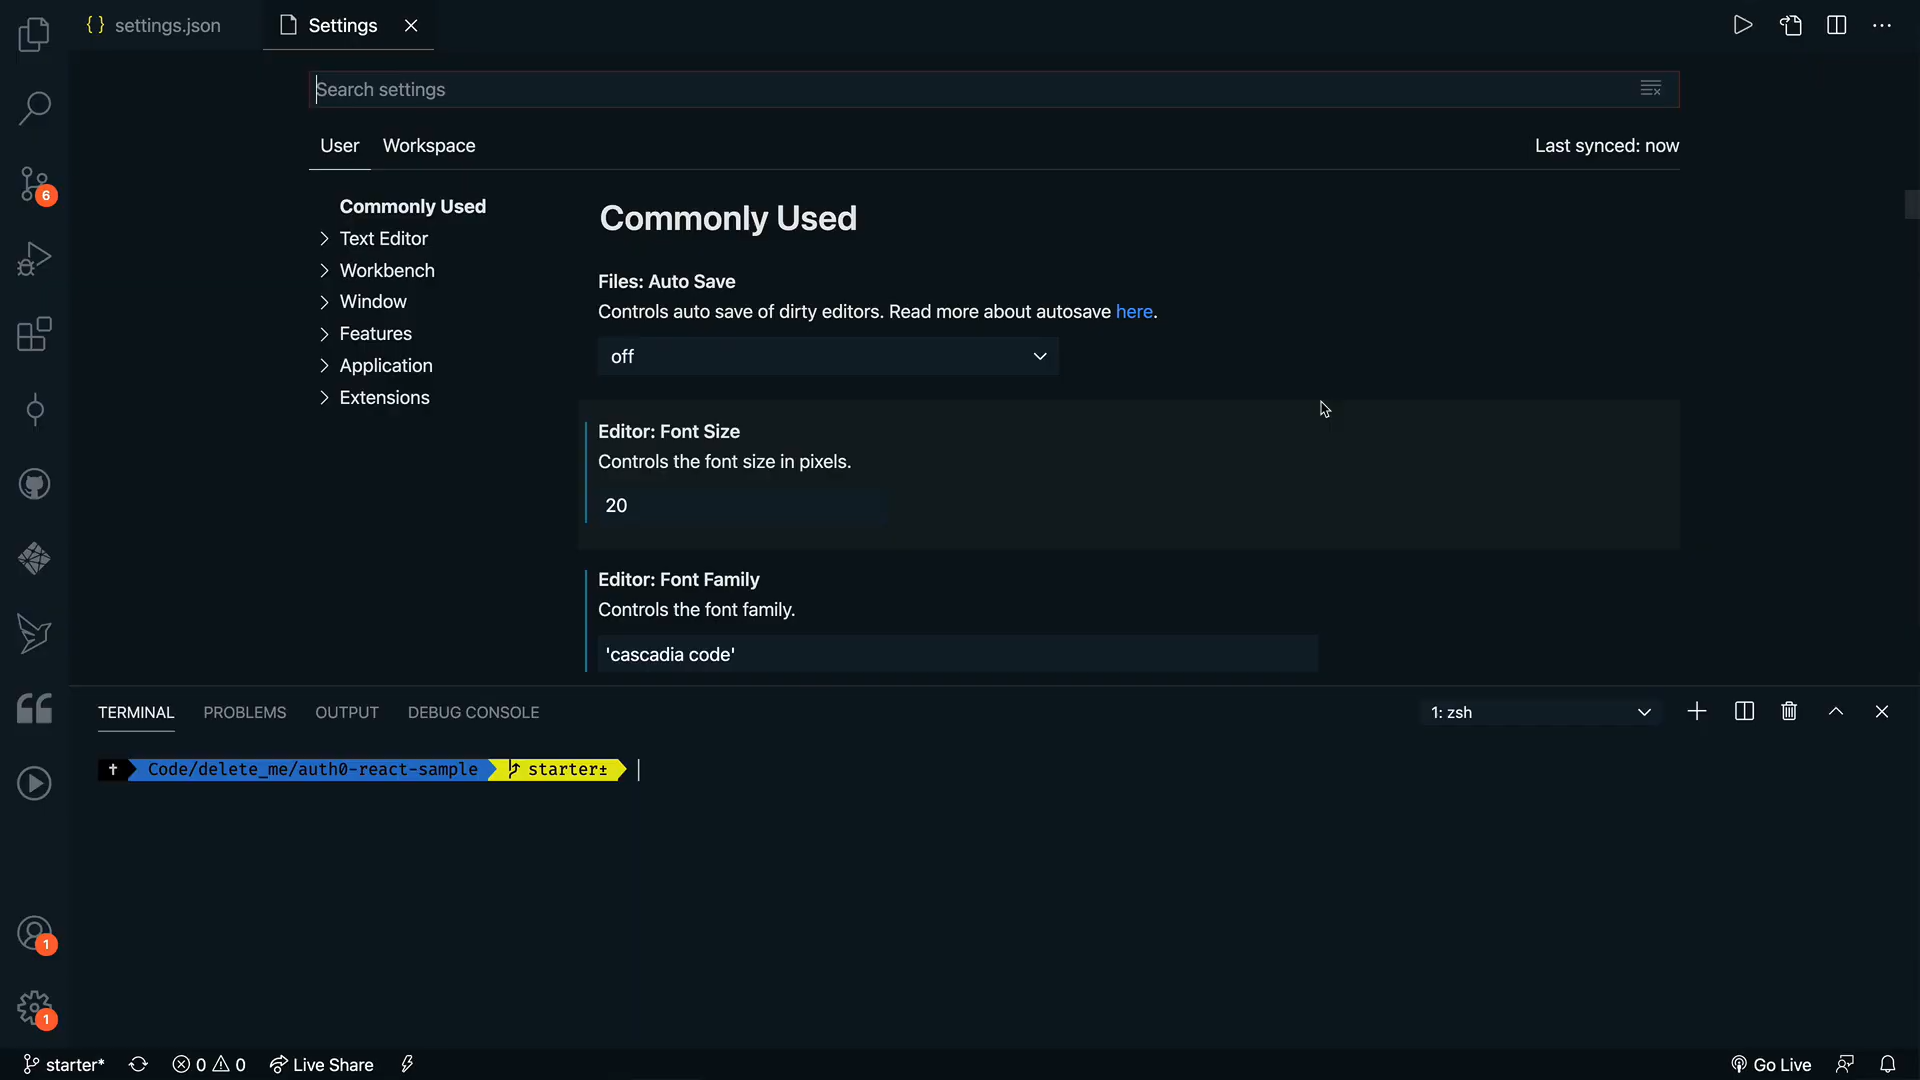 {} settings.json
Settings
Search settings
User Workspace
Last synced: now
Commonly Used
Text Editor
Workbench
Window
Features
Application
Extensions
Commonly Used
Files: Auto Save
Controls auto save of dirty editors. Read more about autosave here.
off
Editor: Font Size
Controls the font size in pixels.
20
Editor: Font Family
Controls the font family.
'cascadia code'
6
1
1
TERMINAL PROBLEMS OUTPUT DEBUG CONSOLE
1: zsh
† Code/delete_me/auth0-react-sample starter±
starter* 0 0 Live Share
Go Live